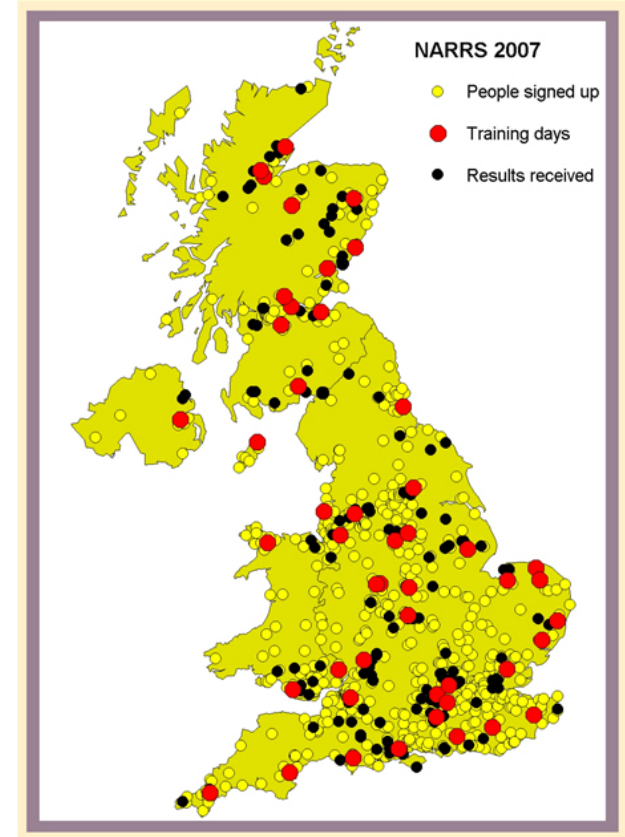 NARRS 2007
People signed up
Training days
Results received